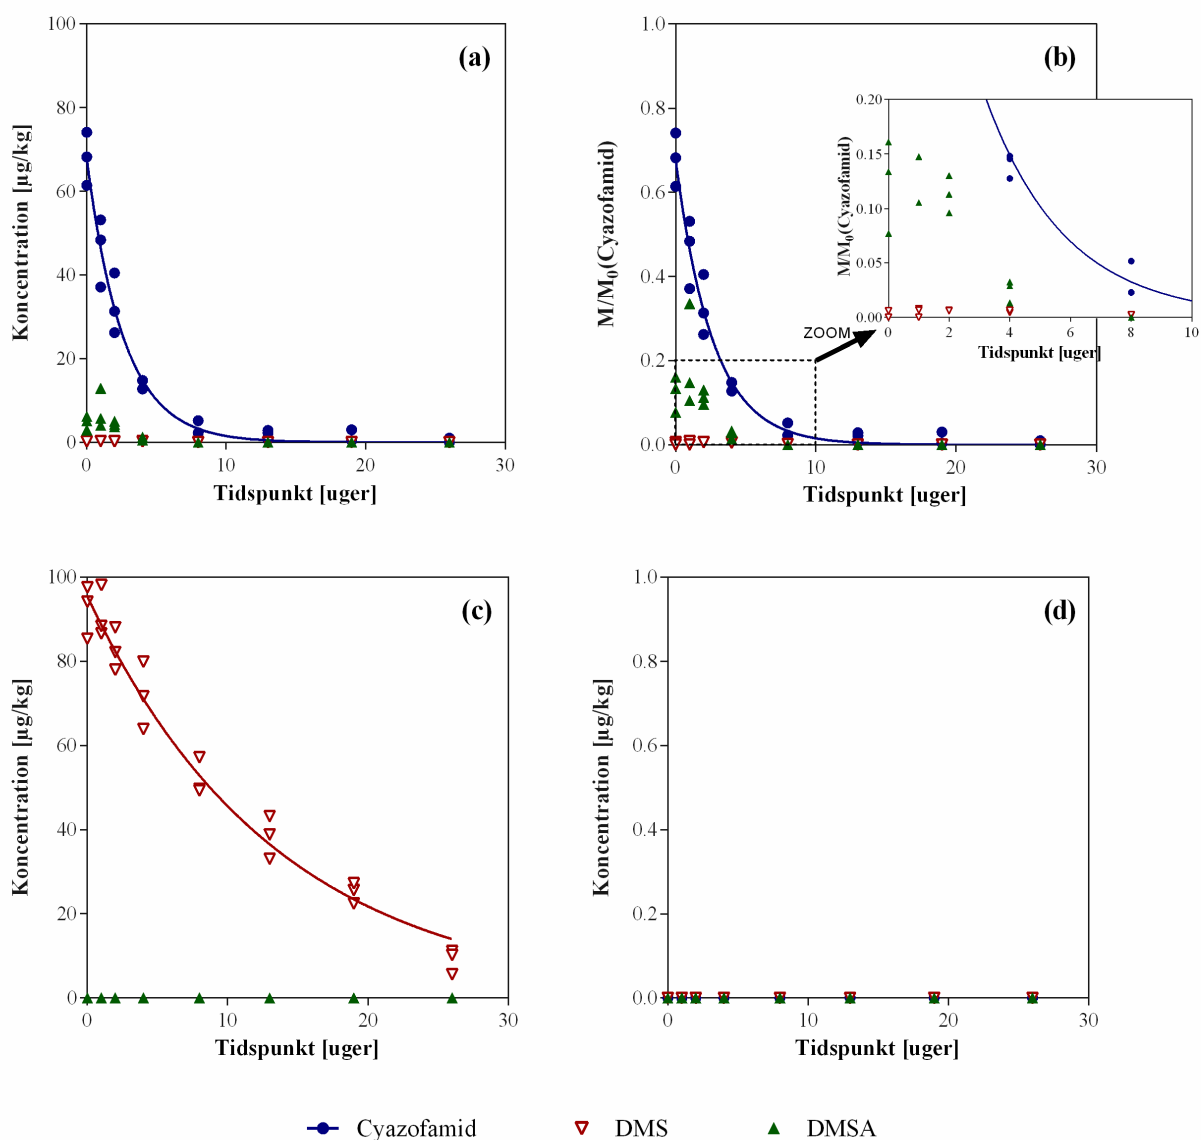 (a)
Koncentration [µg/kg]
100
80
60
40
20
0
0 10 20 30
Tidspunkt [uger]
(b)
M/M₀(Cyazofamid)
1.0
0.8
0.6
0.4
0.2
0.0
0 10 20 30
Tidspunkt [uger]
ZOOM
M/M₀(Cyazofamid)
0.20
0.15
0.10
0.05
0.00
0 2 4 6 8 10
Tidspunkt [uger]
(c)
Koncentration [µg/kg]
100
80
60
40
20
0
0 10 20 30
Tidspunkt [uger]
(d)
Koncentration [µg/kg]
1.0
0.8
0.6
0.4
0.2
0.0
0 10 20 30
Tidspunkt [uger]
Cyazofamid DMS DMSA